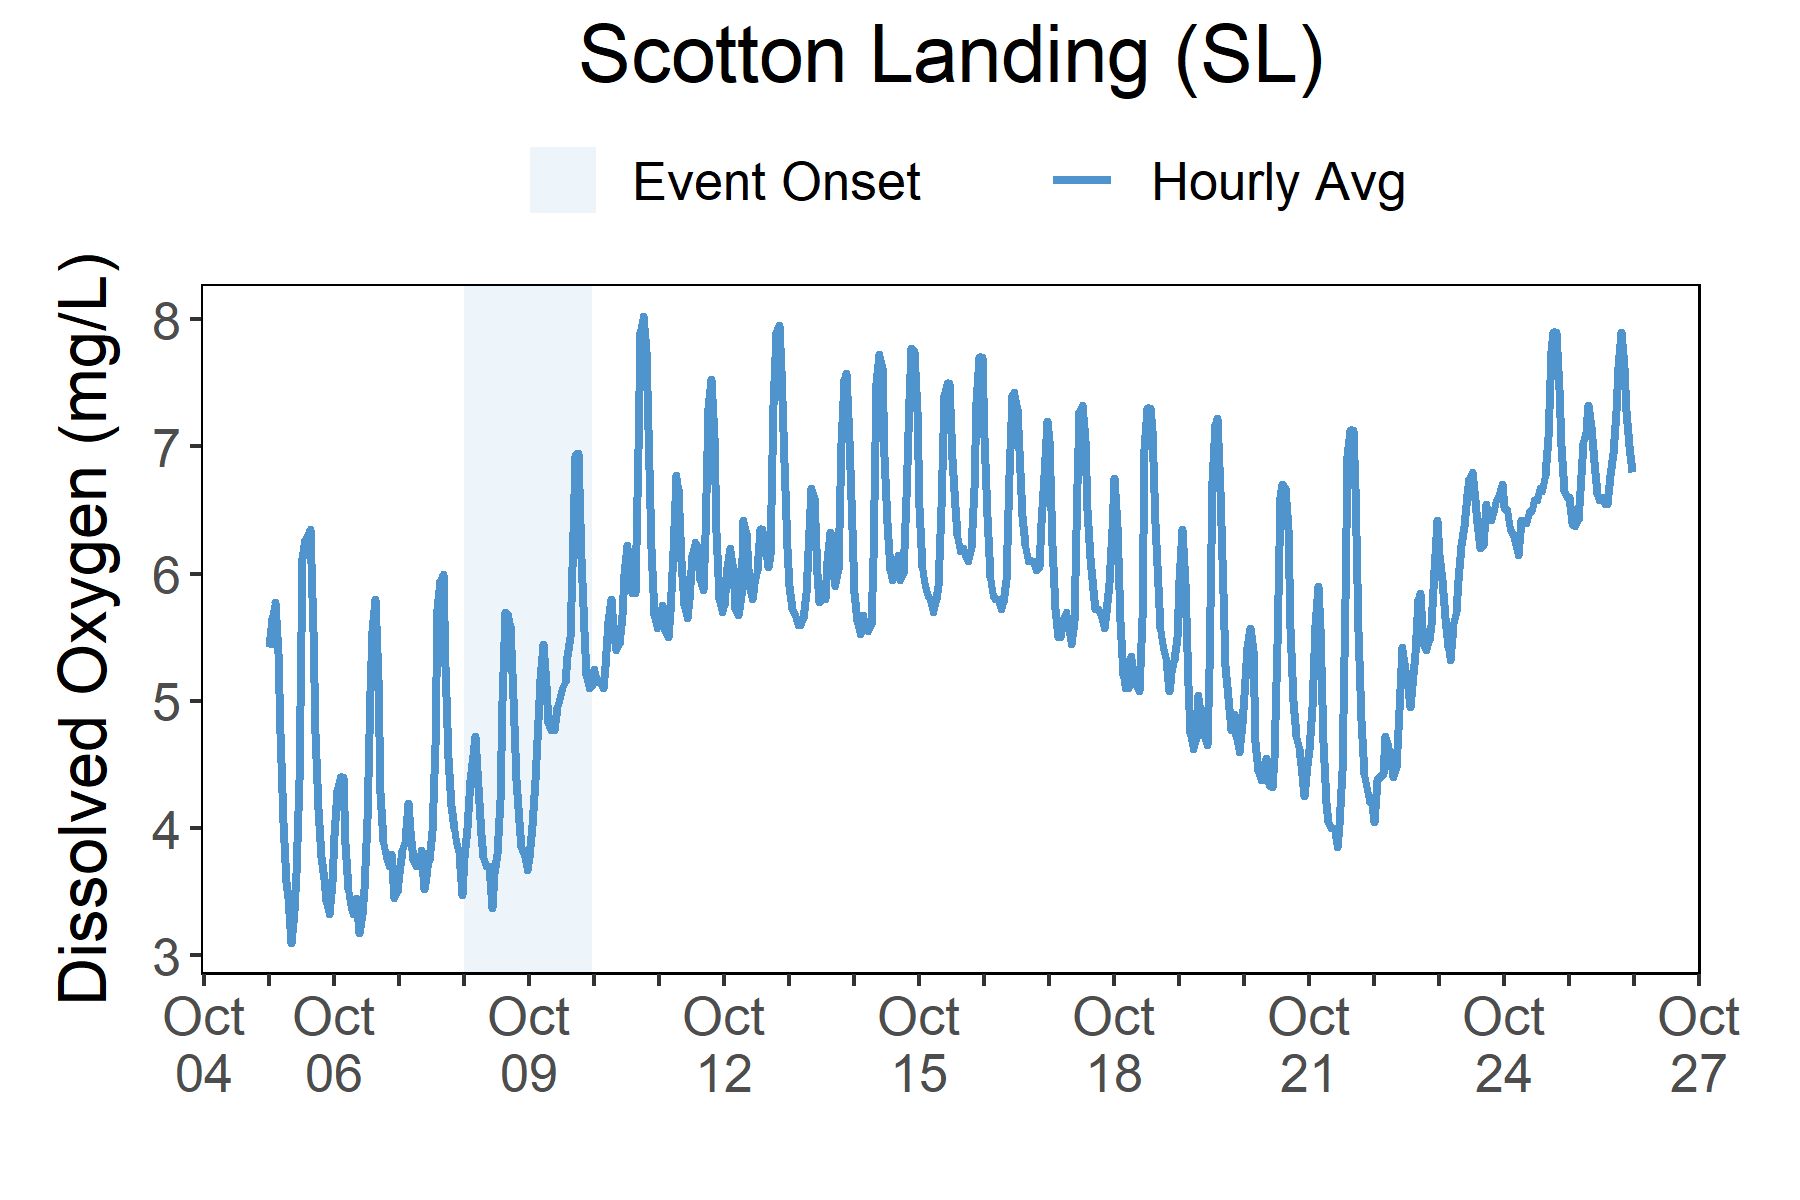 Scotton Landing (SL)
Event Onset
Hourly Avg
Dissolved Oxygen (mg/L)
8
7
6
5
4
3
Oct Oct Oct Oct Oct Oct Oct Oct Oct
04 06 09 12 15 18 21 24 27